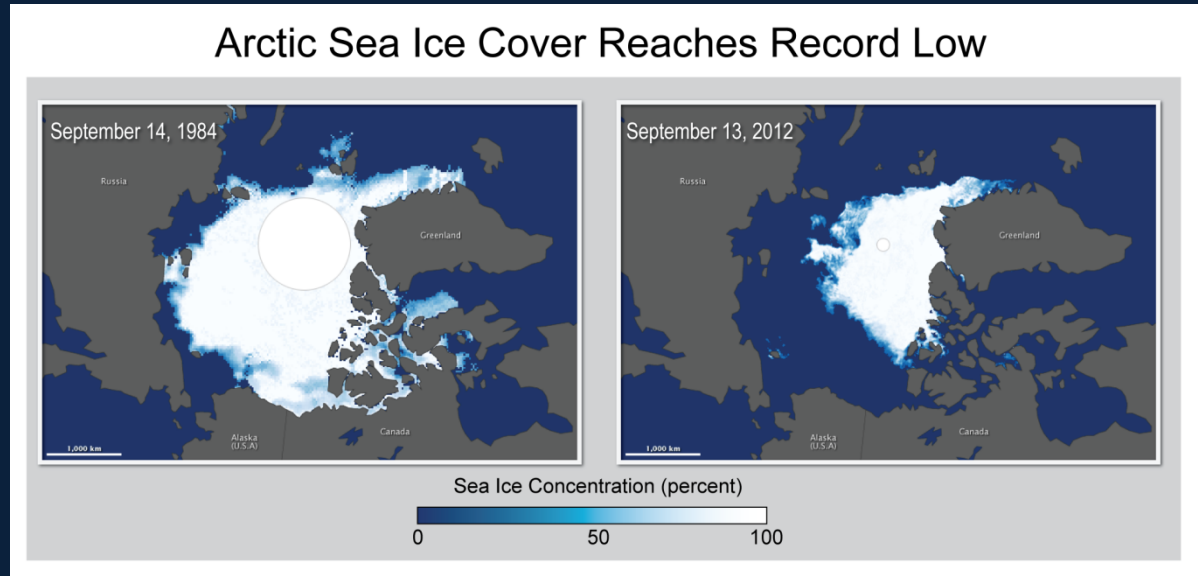 Arctic Sea Ice Cover Reaches Record Low
September 14, 1984
Russia
Greenland
Alaska
(U.S.A)
Canada
1,000 km
September 13, 2012
Russia
Greenland
Alaska
(U.S.A)
Canada
1,000 km
Sea Ice Concentration (percent)
0 50 100